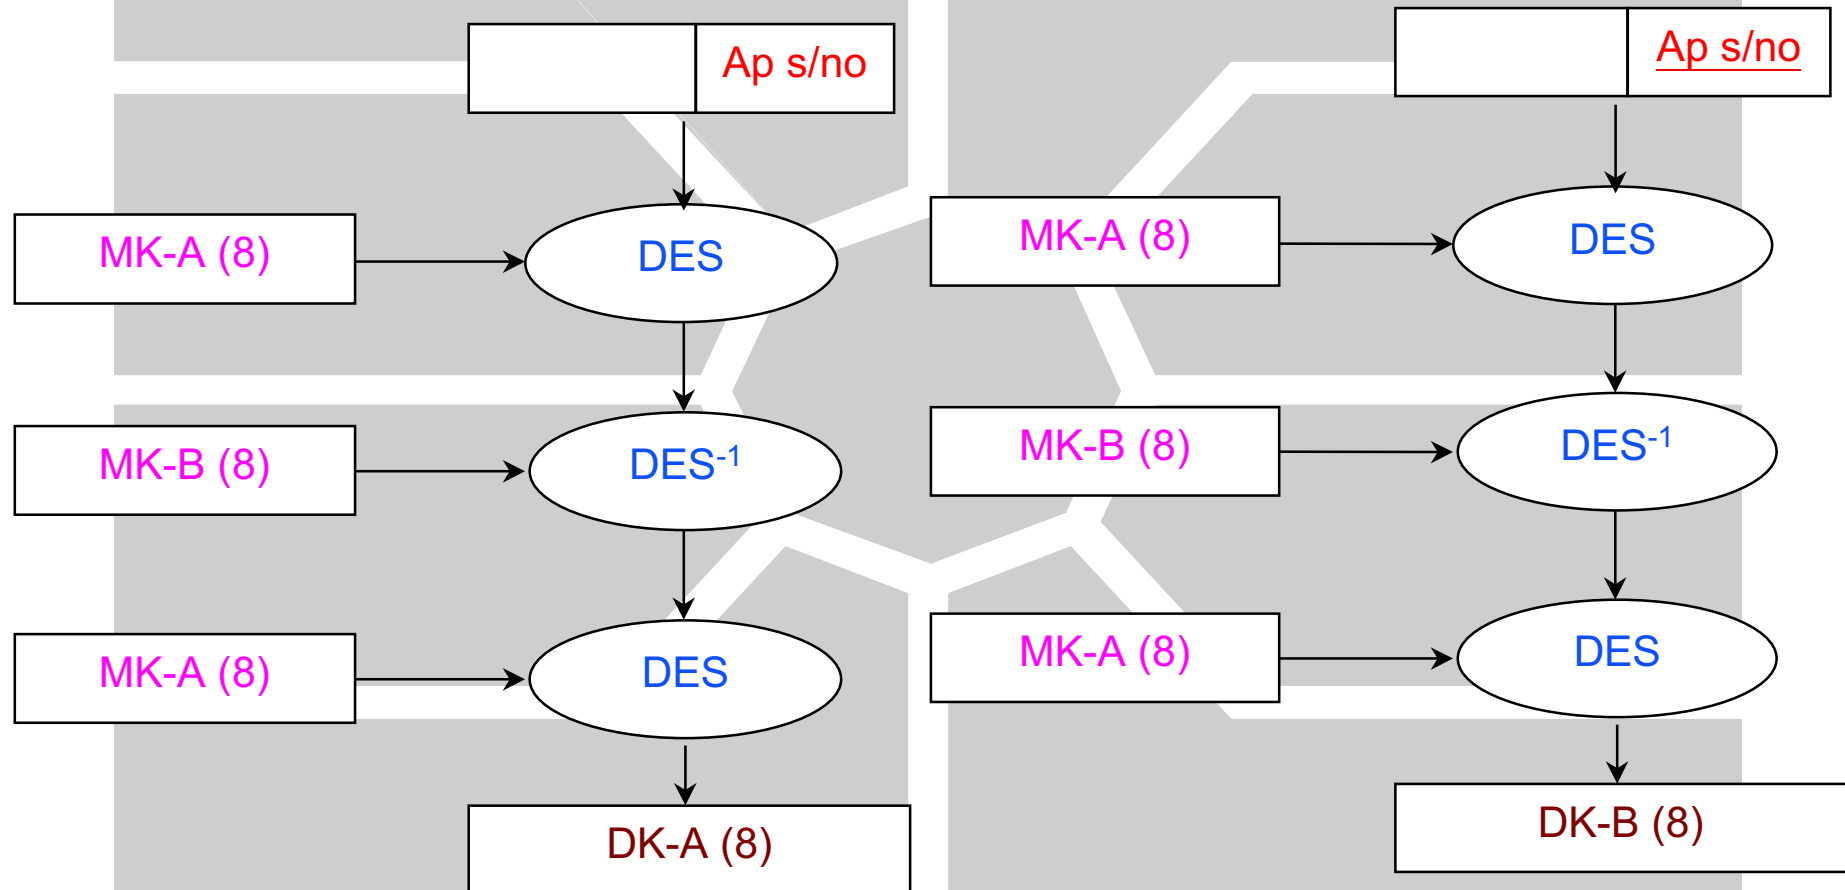 Ap s/no
MK-A (8)
DES
MK-B (8)
DES-1
MK-A (8)
DES
DK-A (8)
Ap s/no
MK-A (8)
DES
MK-B (8)
DES-1
MK-A (8)
DES
DK-B (8)